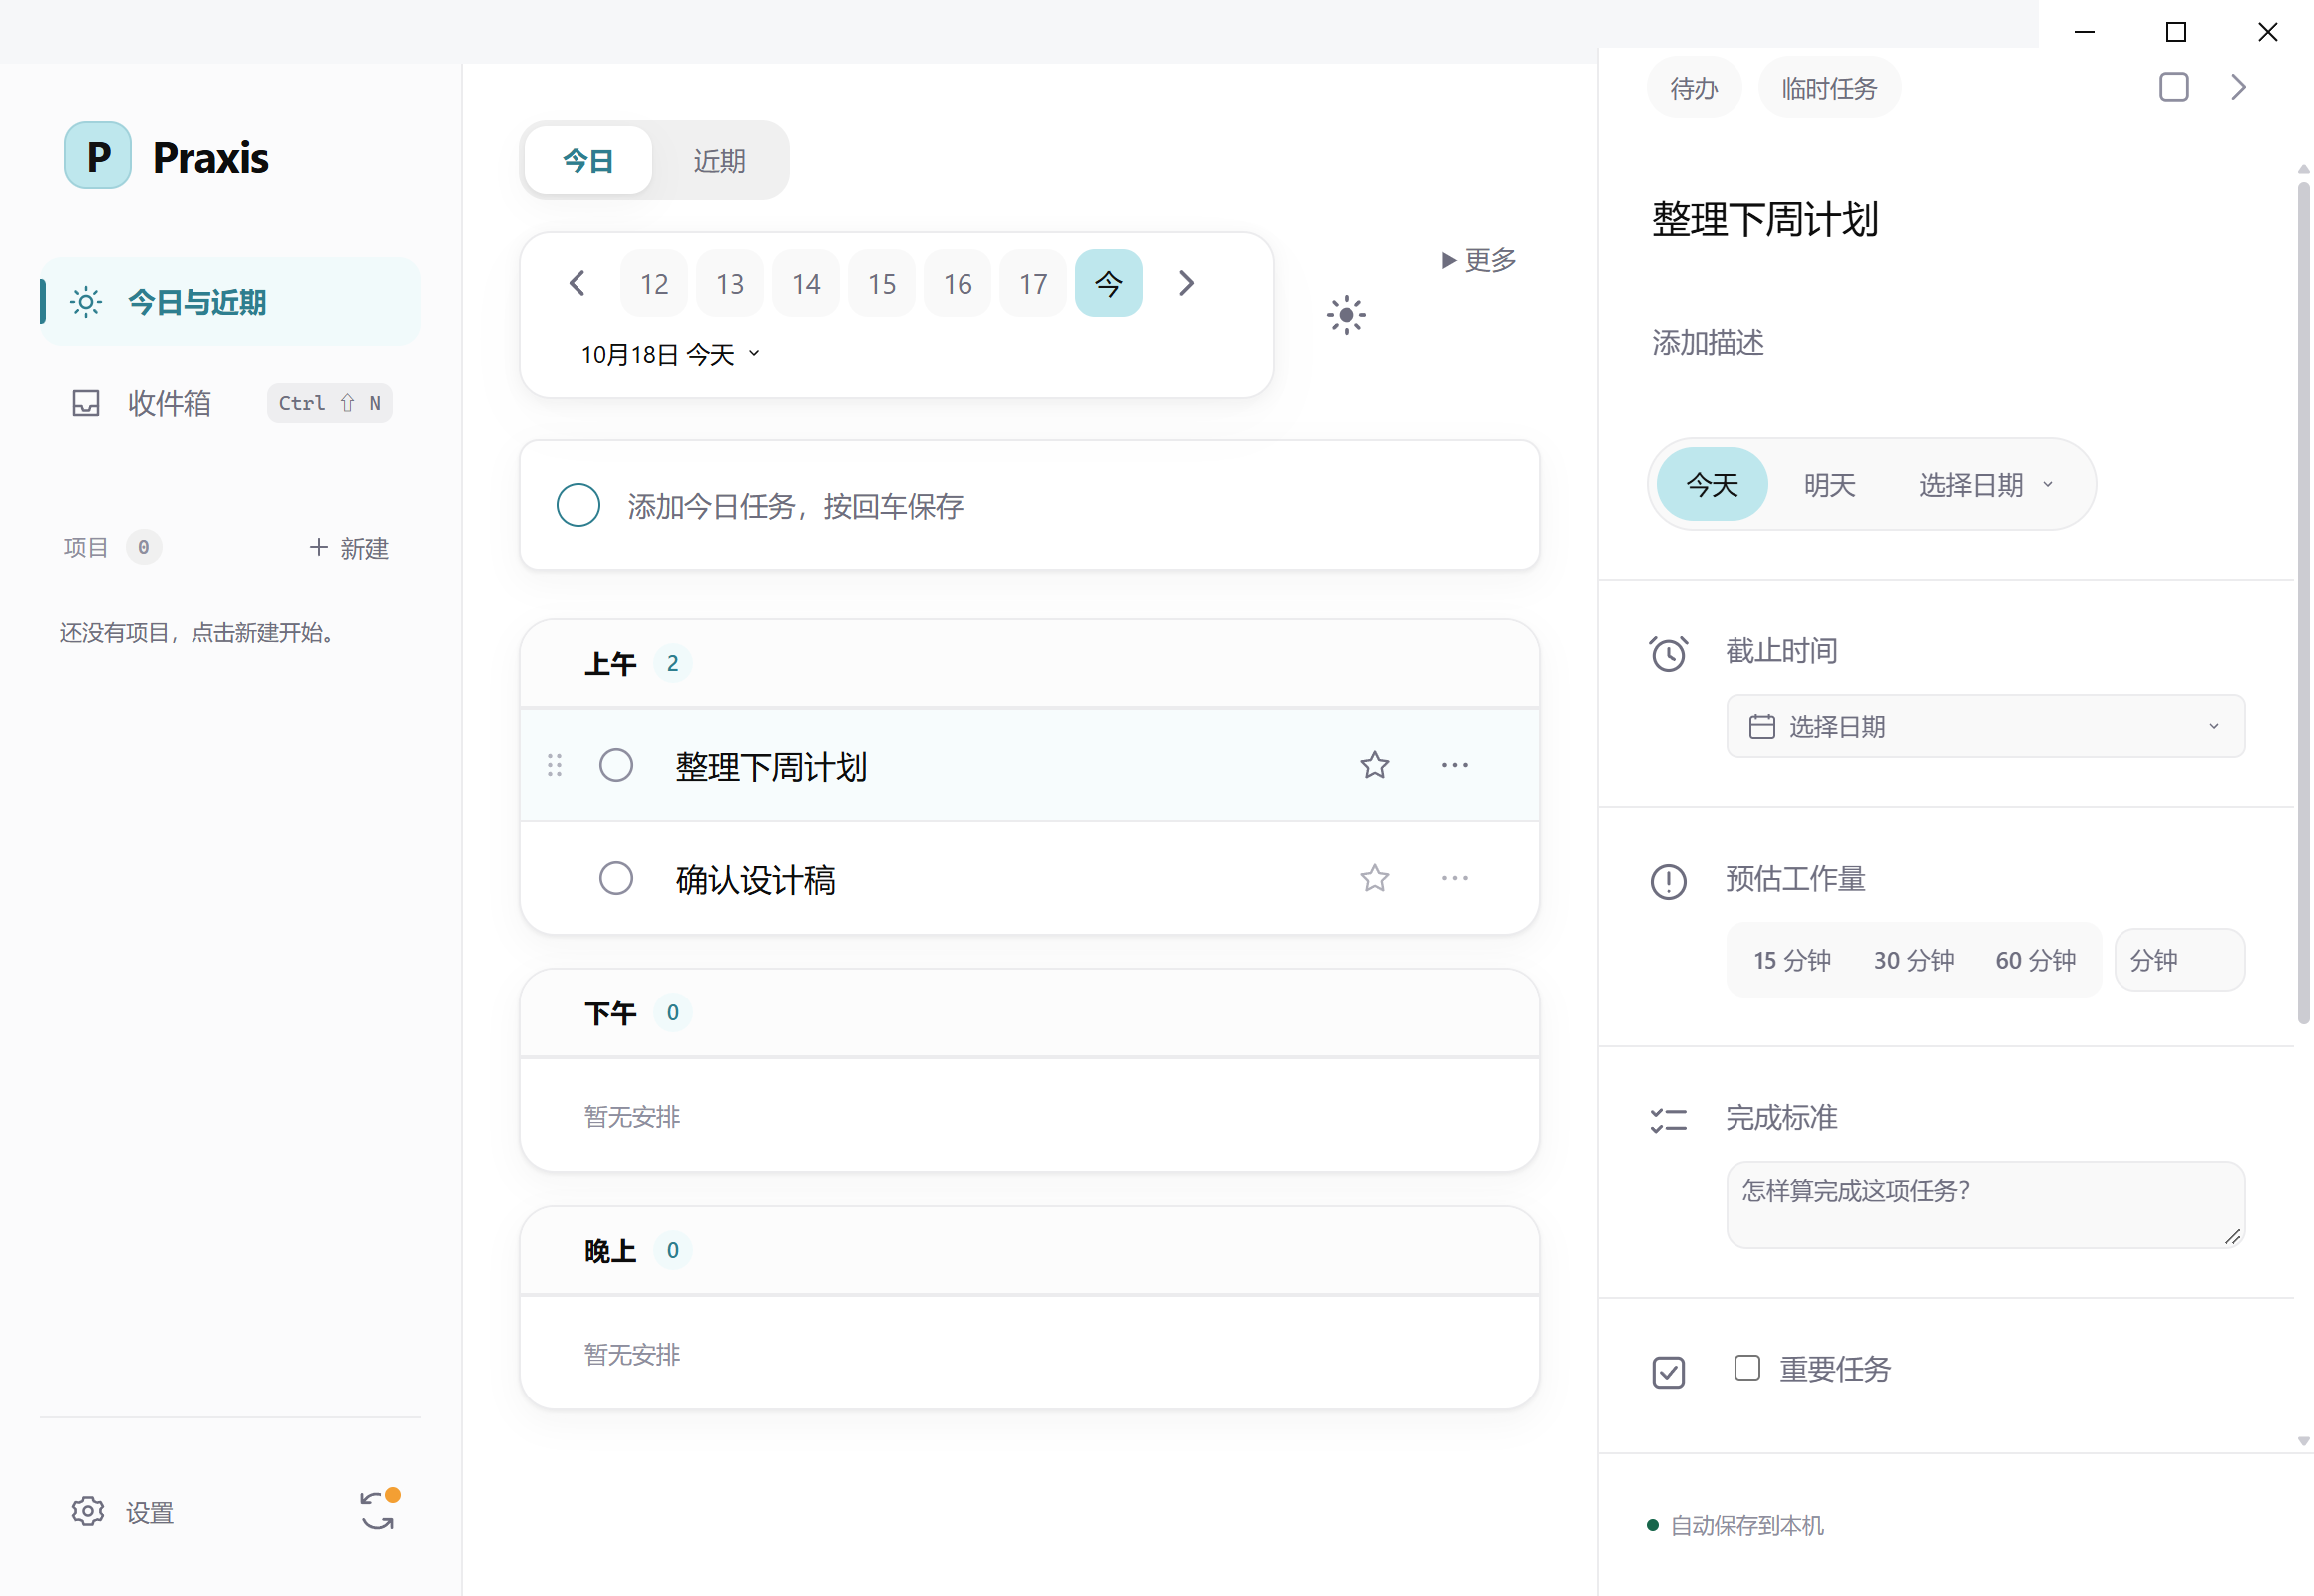 P Praxis
今日与近期
收件箱 Ctrl ⇧ N
项目 0 + 新建
还没有项目，点击新建开始。
设置
今日 近期
12 13 14 15 16 17 今
10月18日 今天
更多
添加今日任务，按回车保存
上午 2
整理下周计划
确认设计稿
下午 0
暂无安排
晚上 0
暂无安排
待办 临时任务
整理下周计划
添加描述
今天 明天 选择日期
截止时间
选择日期
预估工作量
15 分钟 30 分钟 60 分钟 分钟
完成标准
怎样算完成这项任务？
重要任务
自动保存到本机